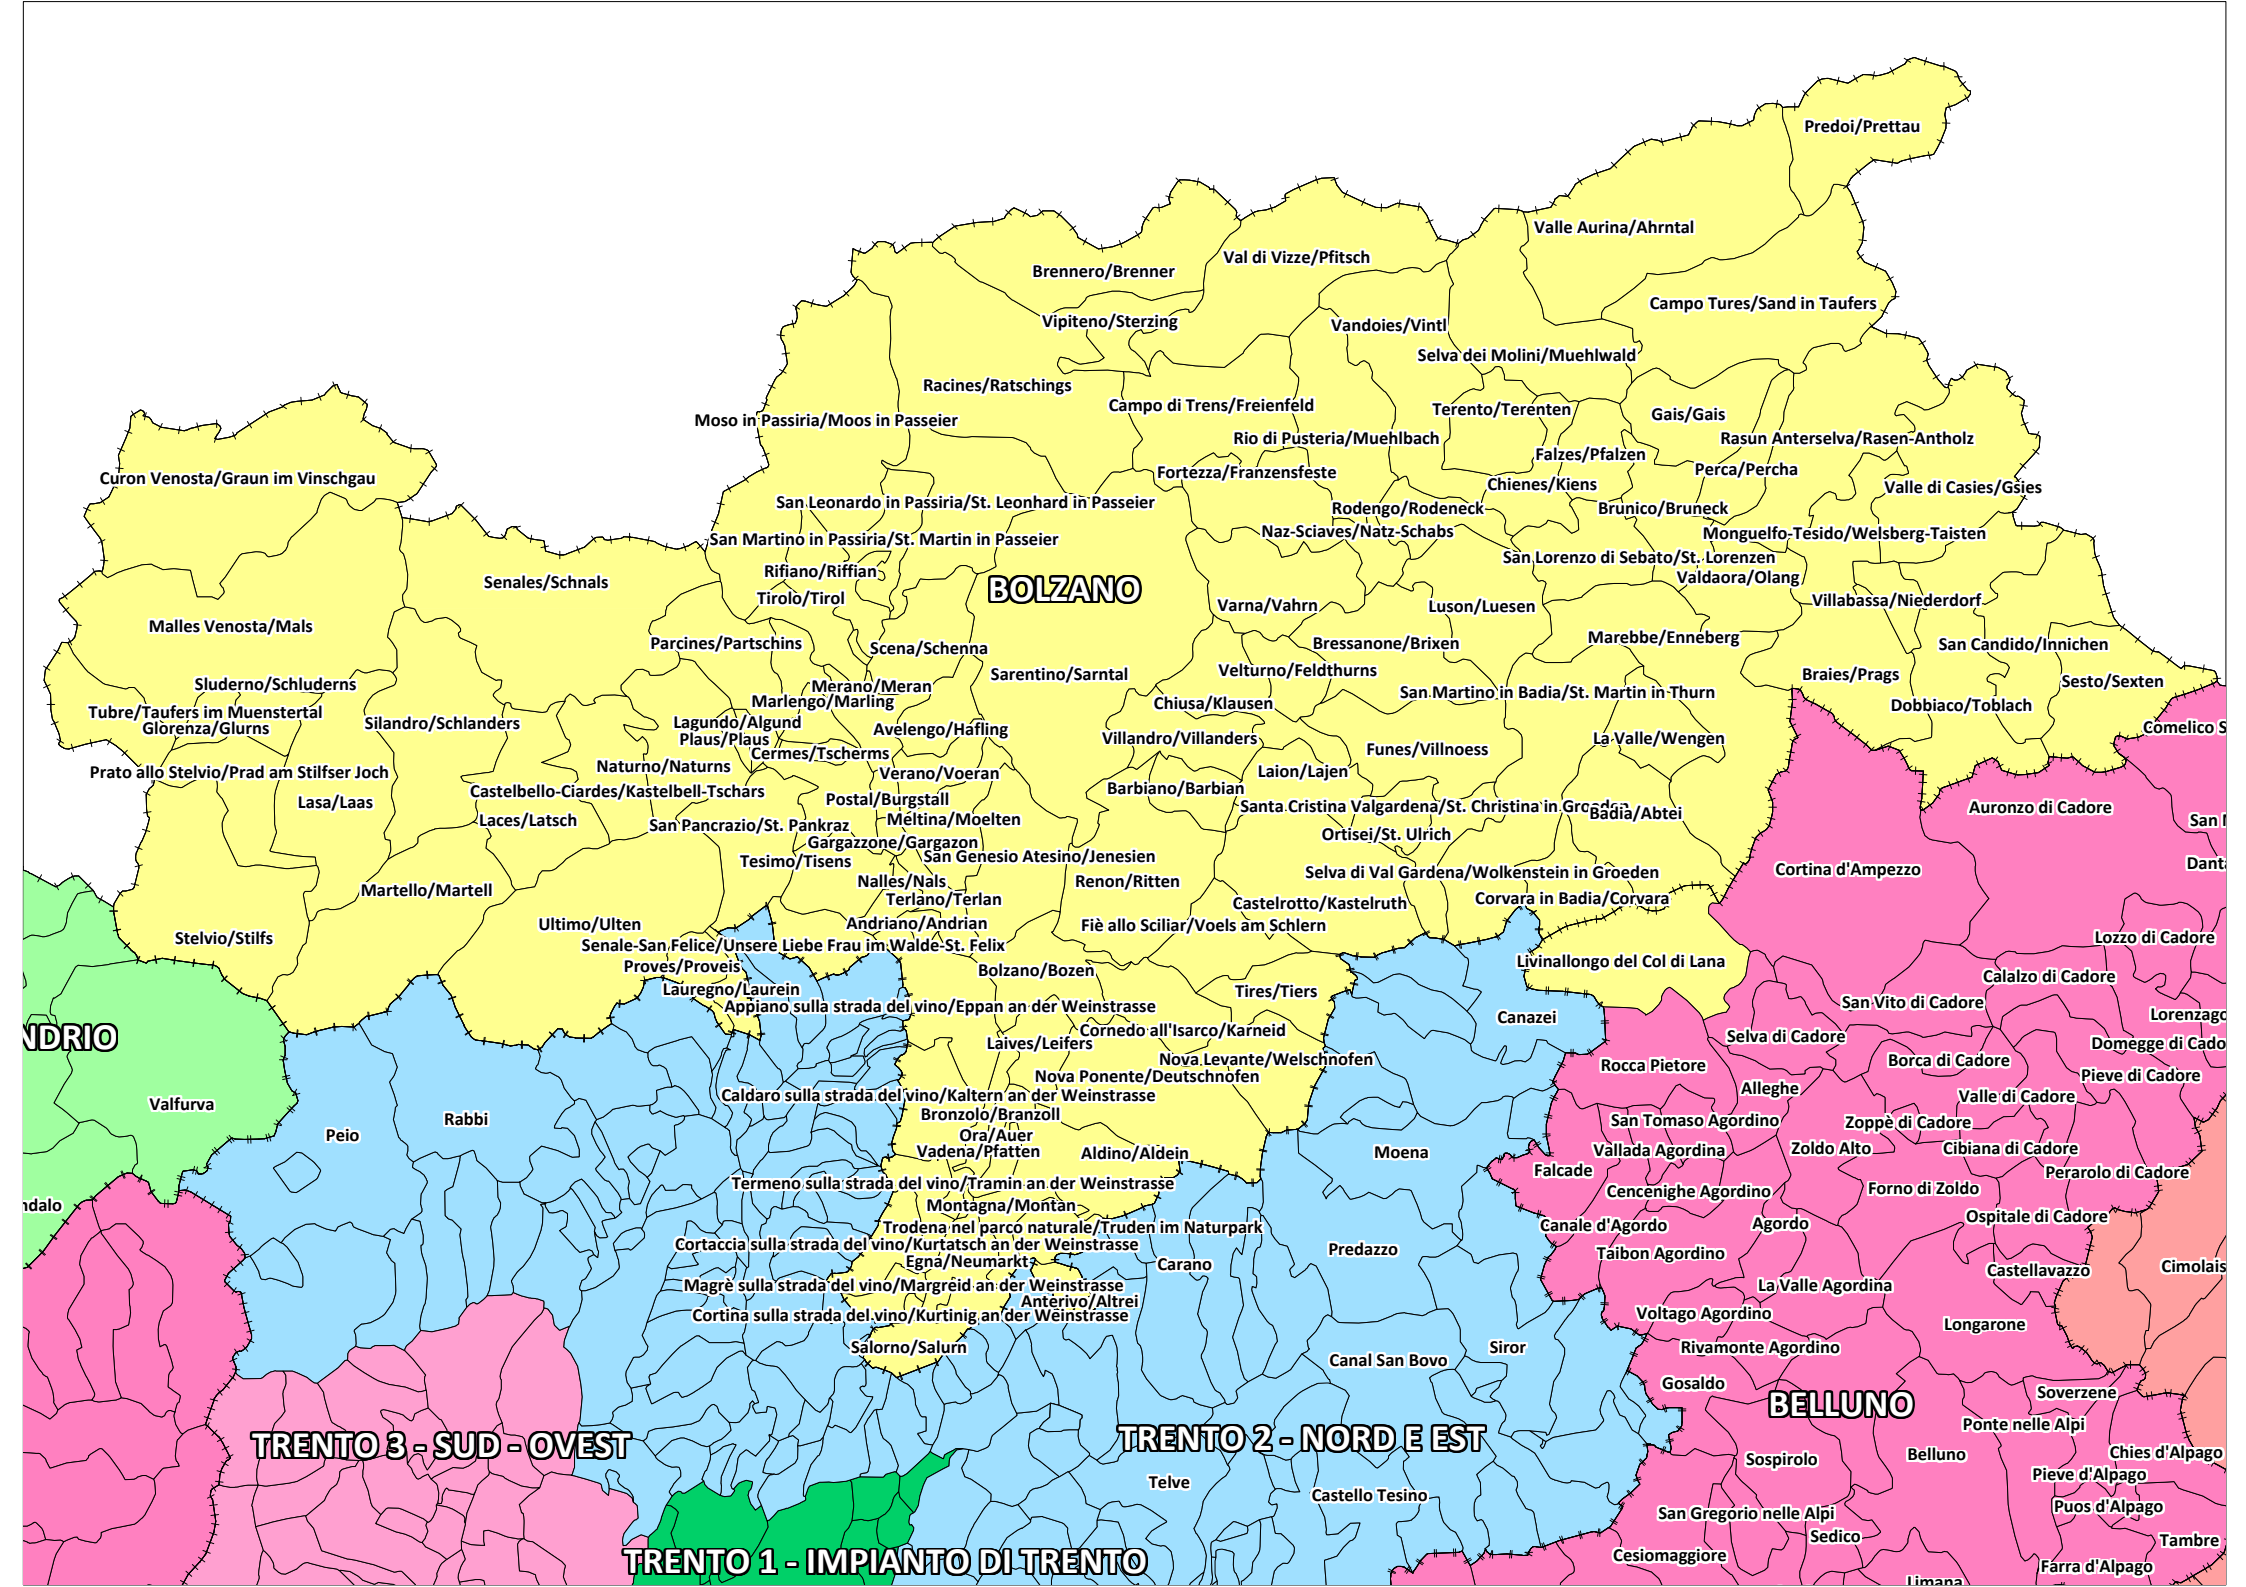 Predoi/Prettau
Valle Aurina/Ahrntal
Val di Vizze/Pfitsch
Brennero/Brenner
Campo Tures/Sand in Taufers
Vipiteno/Sterzing
Vandoies/Vintl
Selva dei Molini/Muehlwald
Racines/Ratschings
Campo di Trens/Freienfeld
Terento/Terenten
Gais/Gais
Moso in Passiria/Moos in Passeier
Rio di Pusteria/Muehlbach
Rasun Anterselva/Rasen-Antholz
Falzes/Pfalzen
Perca/Percha
Fortezza/Franzensfeste
Curon Venosta/Graun im Vinschgau
Chienes/Kiens
Valle di Casies/Gsies
San Leonardo in Passiria/St. Leonhard in Passeier
Rodengo/Rodeneck
Brunico/Bruneck
Naz-Sciaves/Natz-Schabs
Monguelfo-Tesido/Welsberg-Taisten
San Martino in Passiria/St. Martin in Passeier
San Lorenzo di Sebato/St. Lorenzen
Rifiano/Riffian
Valdaora/Olang
Senales/Schnals
BOLZANO
Tirolo/Tirol
Villabassa/Niederdorf
Varna/Vahrn
Luson/Luesen
Malles Venosta/Mals
Marebbe/Enneberg
Parcines/Partschins
Bressanone/Brixen
San Candido/Innichen
Scena/Schenna
Velturno/Feldthurns
Sarentino/Sarntal
Braies/Prags
Sesto/Sexten
Sluderno/Schluderns
Merano/Meran
San Martino in Badia/St. Martin in Thurn
Marlengo/Marling
Chiusa/Klausen
Dobbiaco/Toblach
Tubre/Taufers im Muenstertal
Silandro/Schlanders
Lagundo/Algund
Glorenza/Glurns
Avelengo/Hafling
Comelico S
Plaus/Plaus
Villandro/Villanders
La Valle/Wengen
Cermes/Tscherms
Funes/Villnoess
Naturno/Naturns
Prato allo Stelvio/Prad am Stilfser Joch
Verano/Voeran
Laion/Lajen
Barbiano/Barbian
Castelbello-Ciardes/Kastelbell-Tschars
Lasa/Laas
Postal/Burgstall
Santa Cristina Valgardena/St. Christina in Groeden
Auronzo di Cadore
Badia/Abtei
Laces/Latsch
Meltina/Moelten
San Pancrazio/St. Pankraz
Ortisei/St. Ulrich
Gargazzone/Gargazon
San Genesio Atesino/Jenesien
Tesimo/Tisens
Cortina d'Ampezzo
Danta
Selva di Val Gardena/Wolkenstein in Groeden
Nalles/Nals
Renon/Ritten
Martello/Martell
Terlano/Terlan
Corvara in Badia/Corvara
Castelrotto/Kastelruth
Ultimo/Ulten
Andriano/Andrian
Fiè allo Sciliar/Voels am Schlern
Stelvio/Stilfs
Lozzo di Cadore
Senale-San Felice/Unsere Liebe Frau im Walde-St. Felix
Livinallongo del Col di Lana
Proves/Proveis
Bolzano/Bozen
Calalzo di Cadore
Lauregno/Laurein
Tires/Tiers
San Vito di Cadore
Appiano sulla strada del vino/Eppan an der Weinstrasse
Canazei
Lorenzago
Cornedo all'Isarco/Karneid
NDRIO
Selva di Cadore
Laives/Leifers
Domegge di Cado
Nova Levante/Welschnofen
Borca di Cadore
Rocca Pietore
Nova Ponente/Deutschnofen
Pieve di Cadore
Alleghe
Caldaro sulla strada del vino/Kaltern an der Weinstrasse
Valle di Cadore
Valfurva
Bronzolo/Branzoll
Rabbi
San Tomaso Agordino
Zoppè di Cadore
Peio
Ora/Auer
Vadena/Pfatten
Aldino/Aldein
Moena
Vallada Agordina
Zoldo Alto
Cibiana di Cadore
Falcade
Perarolo di Cadore
Termeno sulla strada del vino/Tramin an der Weinstrasse
Cencenighe Agordino
Forno di Zoldo
ndalo
Montagna/Montan
Ospitale di Cadore
Trodena nel parco naturale/Truden im Naturpark
Canale d'Agordo
Agordo
Cortaccia sulla strada del vino/Kurtatsch an der Weinstrasse
Predazzo
Taibon Agordino
Egna/Neumarkt
Carano
Cimolais
Castellavazzo
Magrè sulla strada del vino/Margreid an der Weinstrasse
La Valle Agordina
Anterivo/Altrei
Cortina sulla strada del vino/Kurtinig an der Weinstrasse
Voltago Agordino
Longarone
Salorno/Salurn
Siror
Rivamonte Agordino
Canal San Bovo
Gosaldo
Soverzene
BELLUNO
Ponte nelle Alpi
TRENTO 3 - SUD - OVEST
TRENTO 2 - NORD E EST
Chies d'Alpago
Belluno
Sospirolo
Pieve d'Alpago
Telve
Castello Tesino
Puos d'Alpago
San Gregorio nelle Alpi
Sedico
Tambre
TRENTO 1 - IMPIANTO DI TRENTO
Cesiomaggiore
Farra d'Alpago
Limana